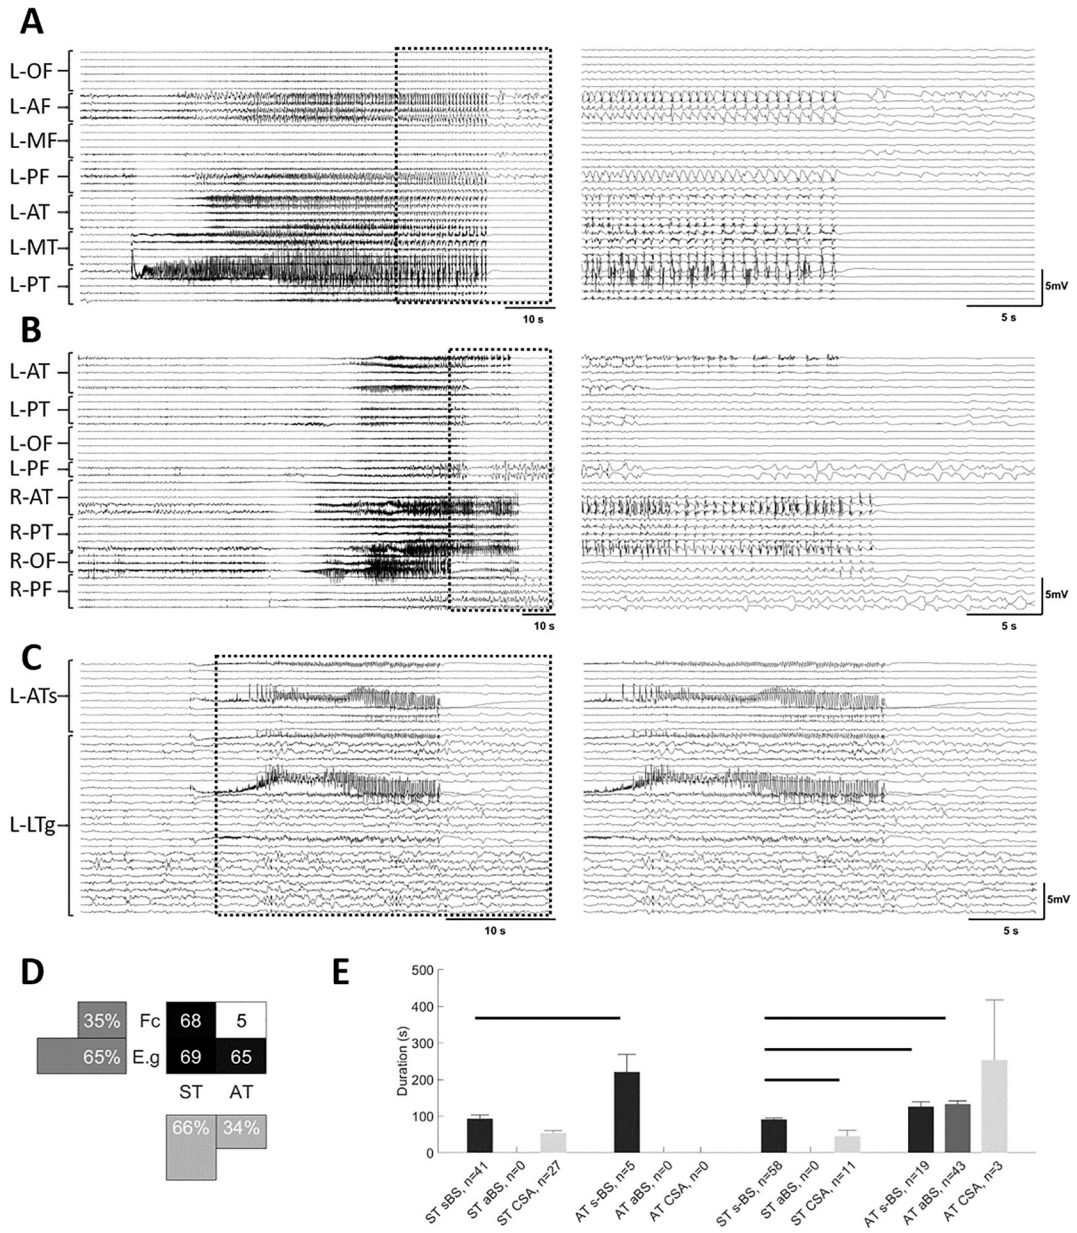 A
L-OF
L-AF
L-MF
L-PF
L-AT
L-MT
L-PT
10 s
5 s
5mV
B
L-AT
L-PT
L-OF
L-PF
R-AT
R-PT
R-OF
R-PF
10 s
5 s
5mV
C
L-ATs
L-LTg
10 s
5 s
5mV
D
35% Fc 68 5
65% E.g 69 65
ST AT
66% 34%
E
Duration (s)
500
400
300
200
100
0
ST sBS, n=41
ST aBS, n=0
ST CSA, n=27
AT s-BS, n=5
AT aBS, n=0
AT CSA, n=0
ST s-BS, n=58
ST aBS, n=0
ST CSA, n=11
AT s-BS, n=19
AT aBS, n=43
AT CSA, n=3